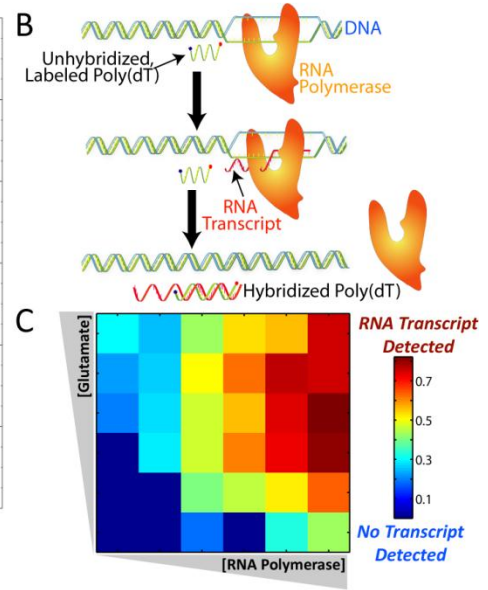 B
DNA
Unhybridized,
Labeled Poly(dT)
RNA
Polymerase
RNA
Transcript
Hybridized Poly(dT)
C
[Glutamate]
RNA Transcript
Detected
0.7
0.5
0.3
0.1
No Transcript
Detected
[RNA Polymerase]